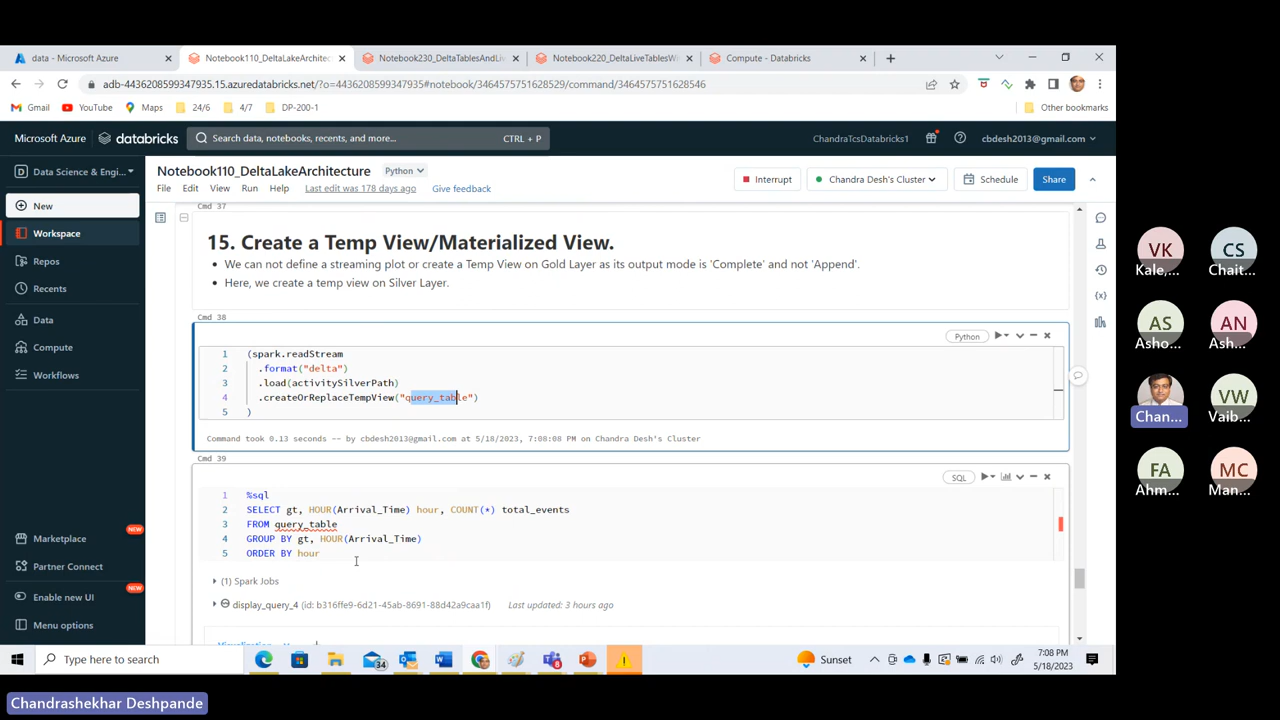 data - Microsoft Azure
Notebook110_DeltaLakeArchitec
Notebook230_DeltaTablesAndLi
Notebook220_DeltaLiveTablesW
Compute - Databricks
adb-4436208599347935.15.azuredatabricks.net/?o=4436208599347935#notebook/3464575751628529/command/3464575751628546
Gmail
YouTube
Maps
24/6
4/7
DP-200-1
Other bookmarks
Microsoft Azure
databricks
Search data, notebooks, recents, and more...
CTRL + P
ChandraTcsDatabricks1
cbdesh2013@gmail.com
Data Science & Engi...
New
Workspace
Repos
Recents
Data
Compute
Workflows
Marketplace
NEW
Partner Connect
Enable new UI
NEW
Menu options
Notebook110_DeltaLakeArchitecture
Python
File
Edit
View
Run
Help
Last edit was 178 days ago
Give feedback
Interrupt
Chandra Desh's Cluster
Schedule
Share
Cmd 37
15. Create a Temp View/Materialized View.
We can not define a streaming plot or create a Temp View on Gold Layer as its output mode is 'Complete' and not 'Append'.
Here, we create a temp view on Silver Layer.
Cmd 38
Python
1 (spark.readStream
2 .format("delta")
3 .load(activitySilverPath)
4 .createOrReplaceTempView("query_table")
5 )
Command took 0.13 seconds -- by cbdesh2013@gmail.com at 5/18/2023, 7:08:08 PM on Chandra Desh's Cluster
Cmd 39
SQL
1 %sql
2 SELECT gt, HOUR(Arrival_Time) hour, COUNT(*) total_events
3 FROM query_table
4 GROUP BY gt, HOUR(Arrival_Time)
5 ORDER BY hour
(1) Spark Jobs
display_query_4 (id: b316ffe9-6d21-45ab-8691-88d42a9caa1f)
Last updated: 3 hours ago
VK
Kale,...
CS
Chait...
AS
Asho...
AN
Ash...
Chan...
VW
Vaib...
FA
Ahm...
MC
Man...
Type here to search
34
8
Sunset
7:08 PM
5/18/2023
Chandrashekhar Deshpande